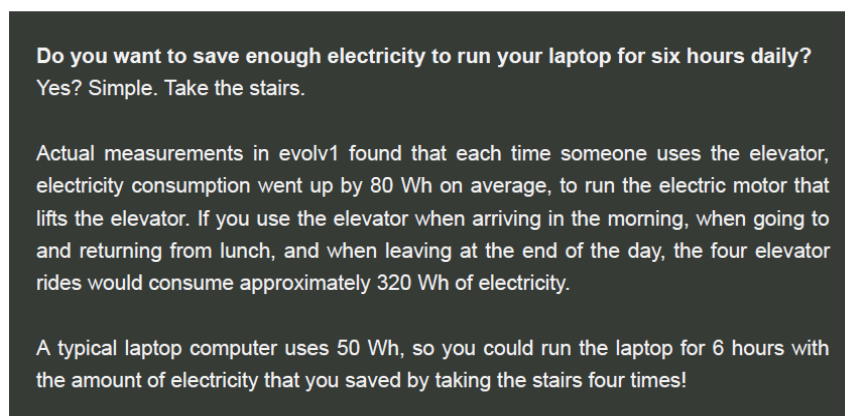 Do you want to save enough electricity to run your laptop for six hours daily?
Yes? Simple. Take the stairs.
Actual measurements in evolv1 found that each time someone uses the elevator,
electricity consumption went up by 80 Wh on average, to run the electric motor that
lifts the elevator. If you use the elevator when arriving in the morning, when going to
and returning from lunch, and when leaving at the end of the day, the four elevator
rides would consume approximately 320 Wh of electricity.
A typical laptop computer uses 50 Wh, so you could run the laptop for 6 hours with
the amount of electricity that you saved by taking the stairs four times!